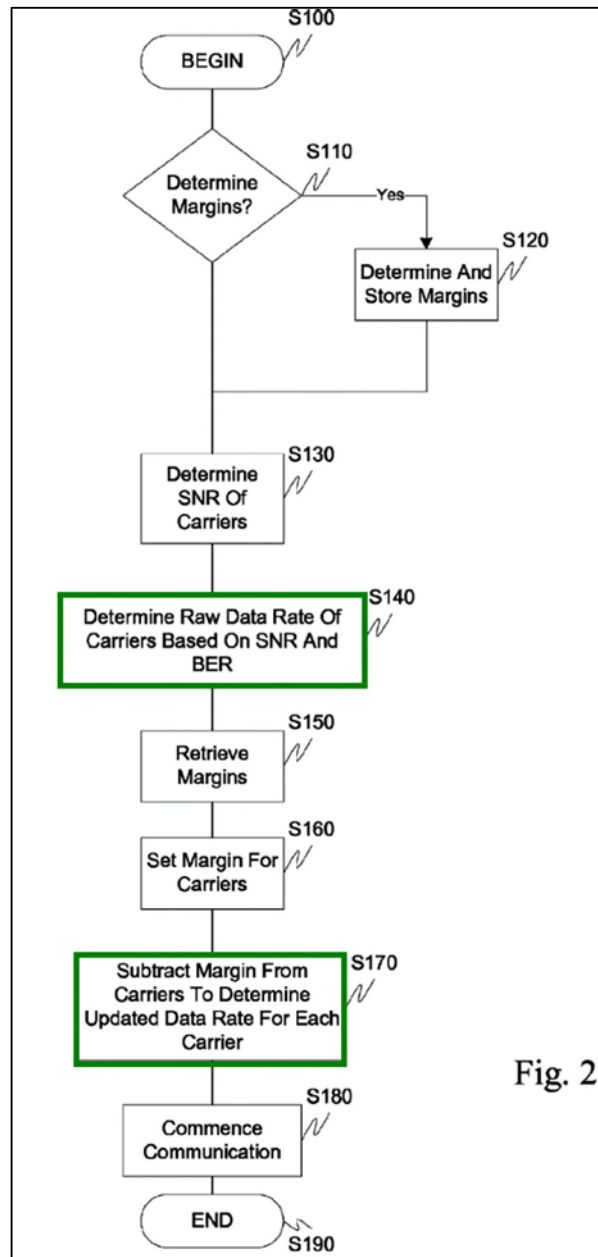 S100
BEGIN
S110
Determine
Margins?
Yes
S120
Determine And
Store Margins
S130
Determine
SNR Of
Carriers
S140
Determine Raw Data Rate Of
Carriers Based On SNR And
BER
S150
Retrieve
Margins
S160
Set Margin For
Carriers
S170
Subtract Margin From
Carriers To Determine
Updated Data Rate For Each
Carrier
Fig. 2
S180
Commence
Communication
END
S190